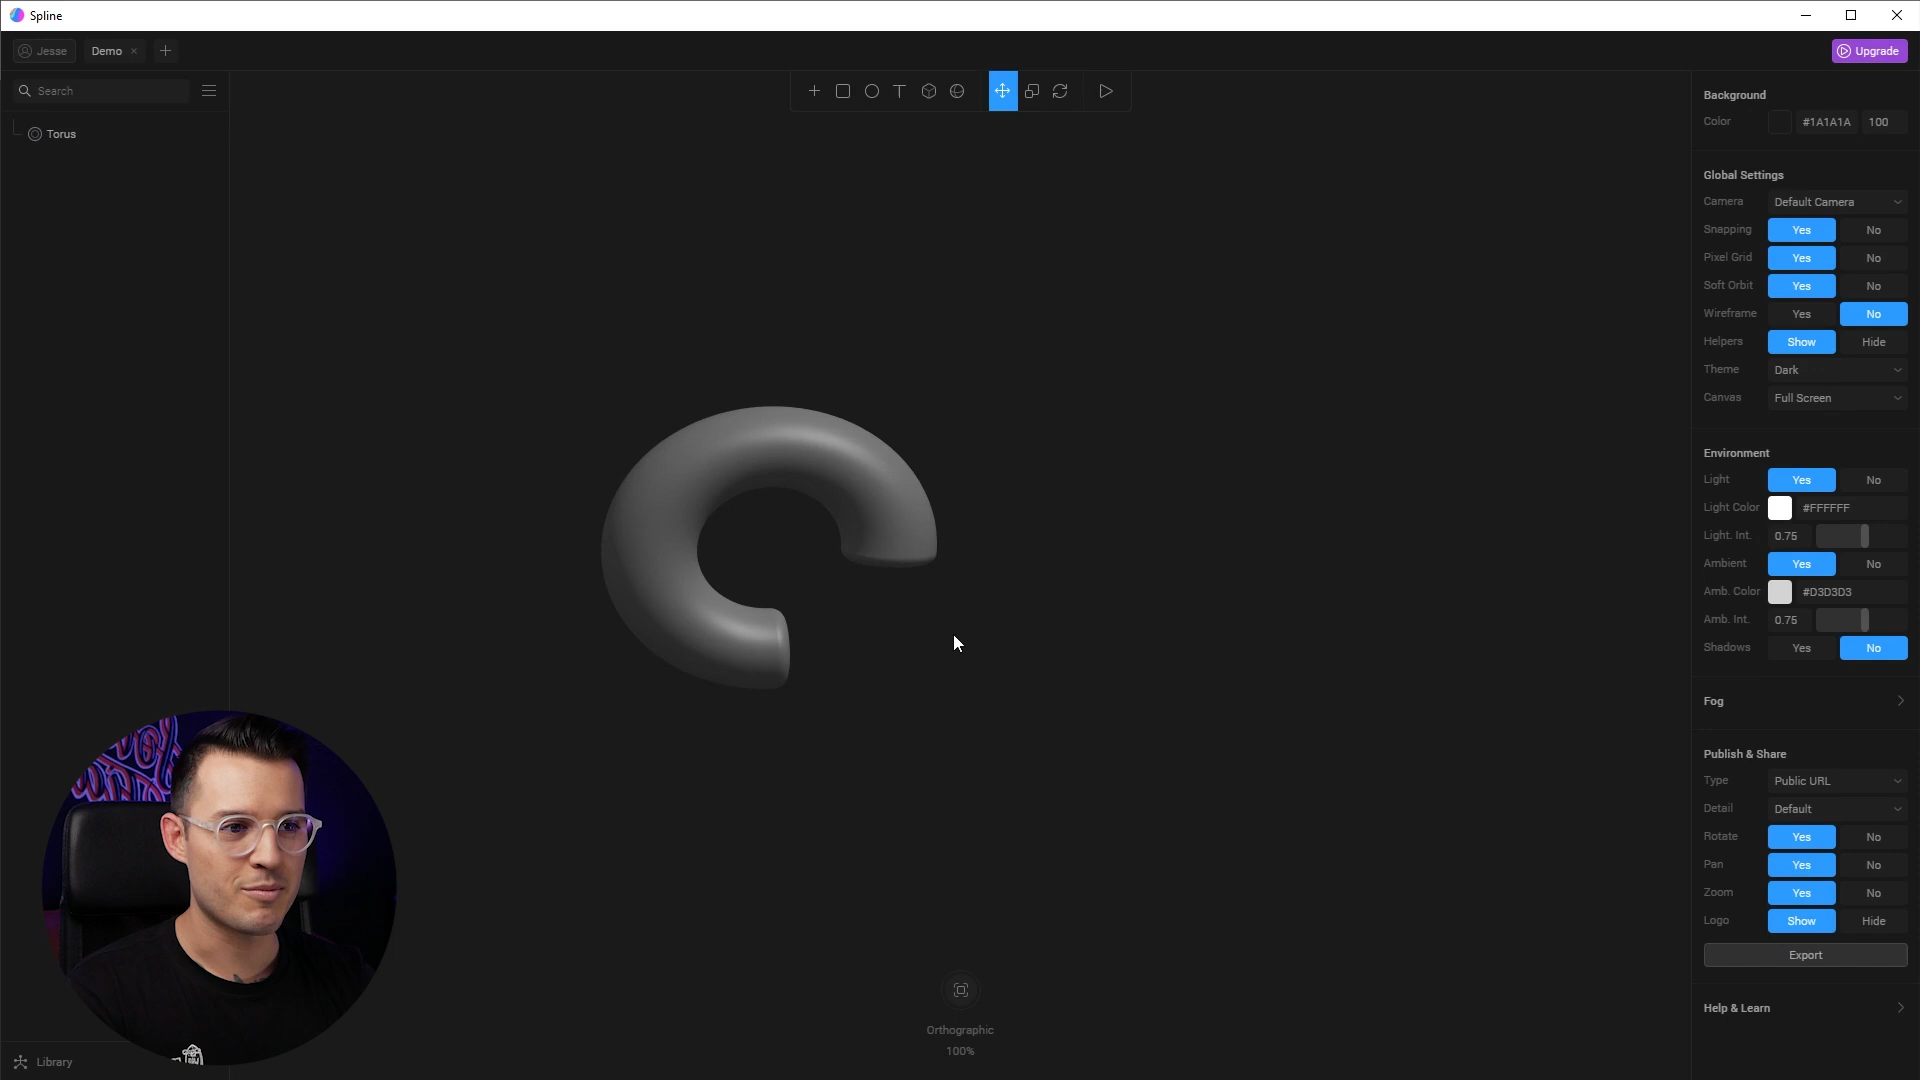 Spline
Jesse
Demo
Upgrade
Search
T
Torus
Background
Color #1A1A1A 100
Global Settings
Camera Default Camera
Snapping Yes No
Pixel Grid Yes No
Soft Orbit Yes No
Wireframe Yes No
Helpers Show Hide
Theme Dark
Canvas Full Screen
Environment
Light Yes No
Light Color #FFFFFF
Light. Int. 0.75
Ambient Yes No
Amb. Color #D3D3D3
Amb. Int. 0.75
Shadows Yes No
Fog
Publish & Share
Type Public URL
Detail Default
Rotate Yes No
Pan Yes No
Zoom Yes No
Logo Show Hide
Export
Help & Learn
Orthographic
100%
Library